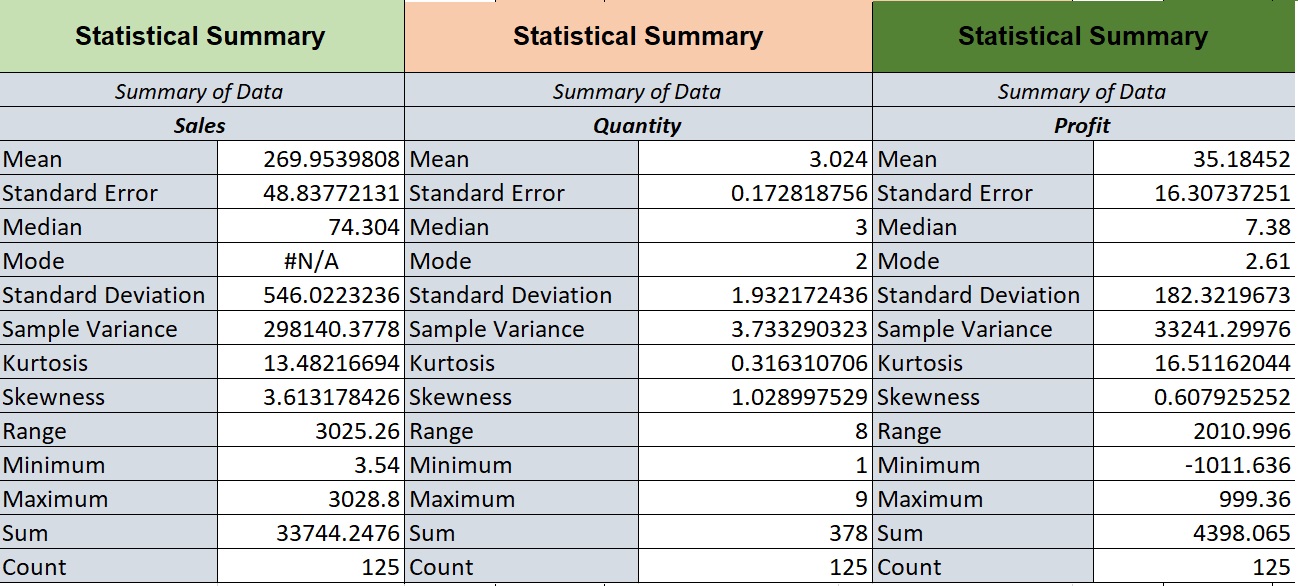 Statistical Summary Statistical Summary Statistical Summary
Summary of Data Summary of Data Summary of Data
Sales Quantity Profit
Mean 269.9539808 Mean 3.024 Mean 35.18452
Standard Error 48.83772131 Standard Error 0.172818756 Standard Error 16.30737251
Median 74.304 Median 3 Median 7.38
Mode #N/A Mode 2 Mode 2.61
Standard Deviation 546.0223236 Standard Deviation 1.932172436 Standard Deviation 182.3219673
Sample Variance 298140.3778 Sample Variance 3.733290323 Sample Variance 33241.29976
Kurtosis 13.48216694 Kurtosis 0.316310706 Kurtosis 16.51162044
Skewness 3.613178426 Skewness 1.028997529 Skewness 0.607925252
Range 3025.26 Range 8 Range 2010.996
Minimum 3.54 Minimum 1 Minimum -1011.636
Maximum 3028.8 Maximum 9 Maximum 999.36
Sum 33744.2476 Sum 378 Sum 4398.065
Count 125 Count 125 Count 125